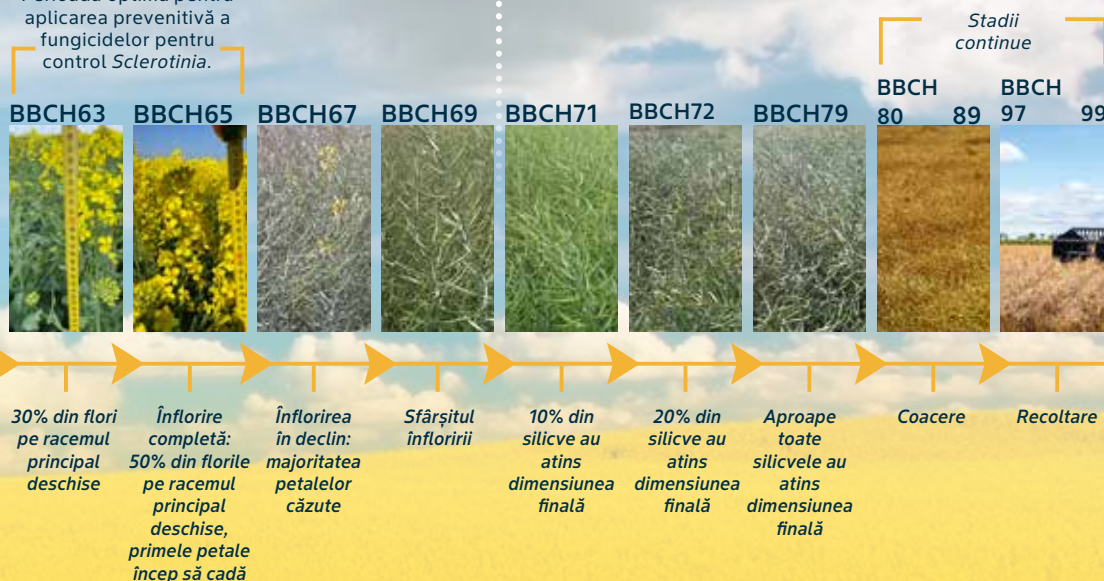 Perioada optimă pentru
aplicarea prevenitivă a
fungicidelor pentru
control Sclerotinia.
Stadii
continue
BBCH63
BBCH65
BBCH67
BBCH69
BBCH71
BBCH72
BBCH79
BBCH
80 89
BBCH
97 99
30% din flori
pe racemul
principal
deschise
Înflorire
completă:
50% din florile
pe racemul
principal
deschise,
primele petale
încep să cadă
Înflorirea
în declin:
majoritatea
petalelor
căzute
Sfârșitul
înfloririi
10% din
silicve au
atins
dimensiunea
finală
20% din
silicve au
atins
dimensiunea
finală
Aproape
toate
silicvele au
atins
dimensiunea
finală
Coacere
Recoltare